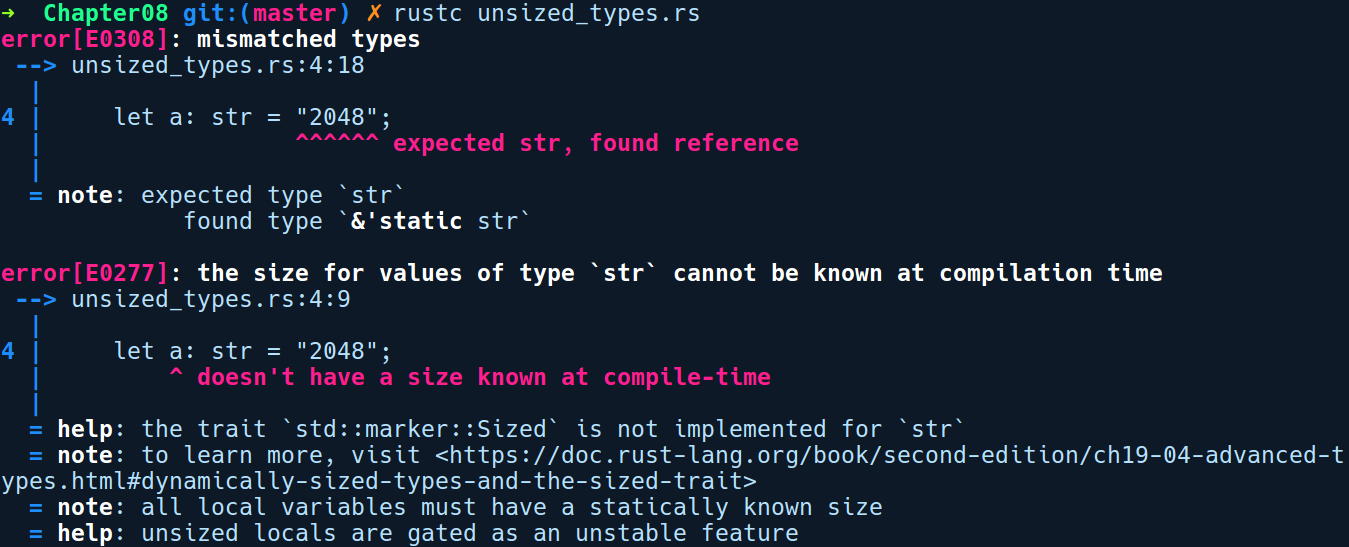 ➜  Chapter08 git:(master) ✗ rustc unsized_types.rs
error[E0308]: mismatched types
 --> unsized_types.rs:4:18
  |
4 |     let a: str = "2048";
  |                  ^^^^^^ expected str, found reference
  |
  = note: expected type `str`
             found type `&'static str`

error[E0277]: the size for values of type `str` cannot be known at compilation time
 --> unsized_types.rs:4:9
  |
4 |     let a: str = "2048";
  |         ^ doesn't have a size known at compile-time
  |
  = help: the trait `std::marker::Sized` is not implemented for `str`
  = note: to learn more, visit <https://doc.rust-lang.org/book/second-edition/ch19-04-advanced-t
ypes.html#dynamically-sized-types-and-the-sized-trait>
  = note: all local variables must have a statically known size
  = help: unsized locals are gated as an unstable feature